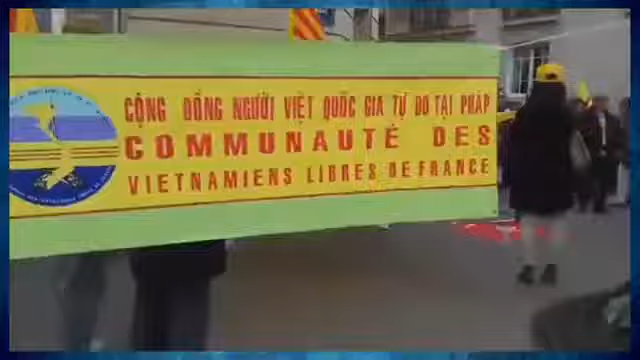 CỘNG ĐỒNG NGƯỜI VIỆT QUỐC GIA TỰ DO TẠI PHÁP
COMMUNAUTÉ DES
VIETNAMIENS LIBRES DE FRANCE